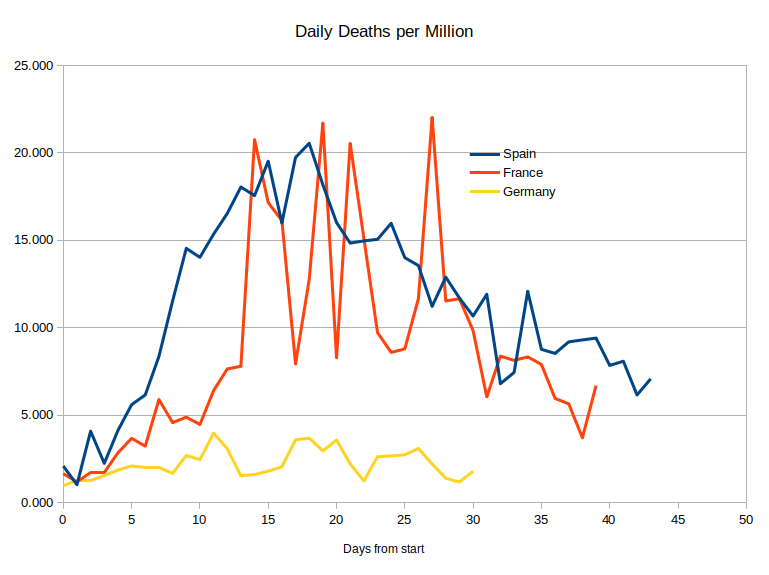 Daily Deaths per Million
25.000
20.000
15.000
10.000
5.000
0.000
Spain
France
Germany
0 5 10 15 20 25 30 35 40 45 50
Days from start